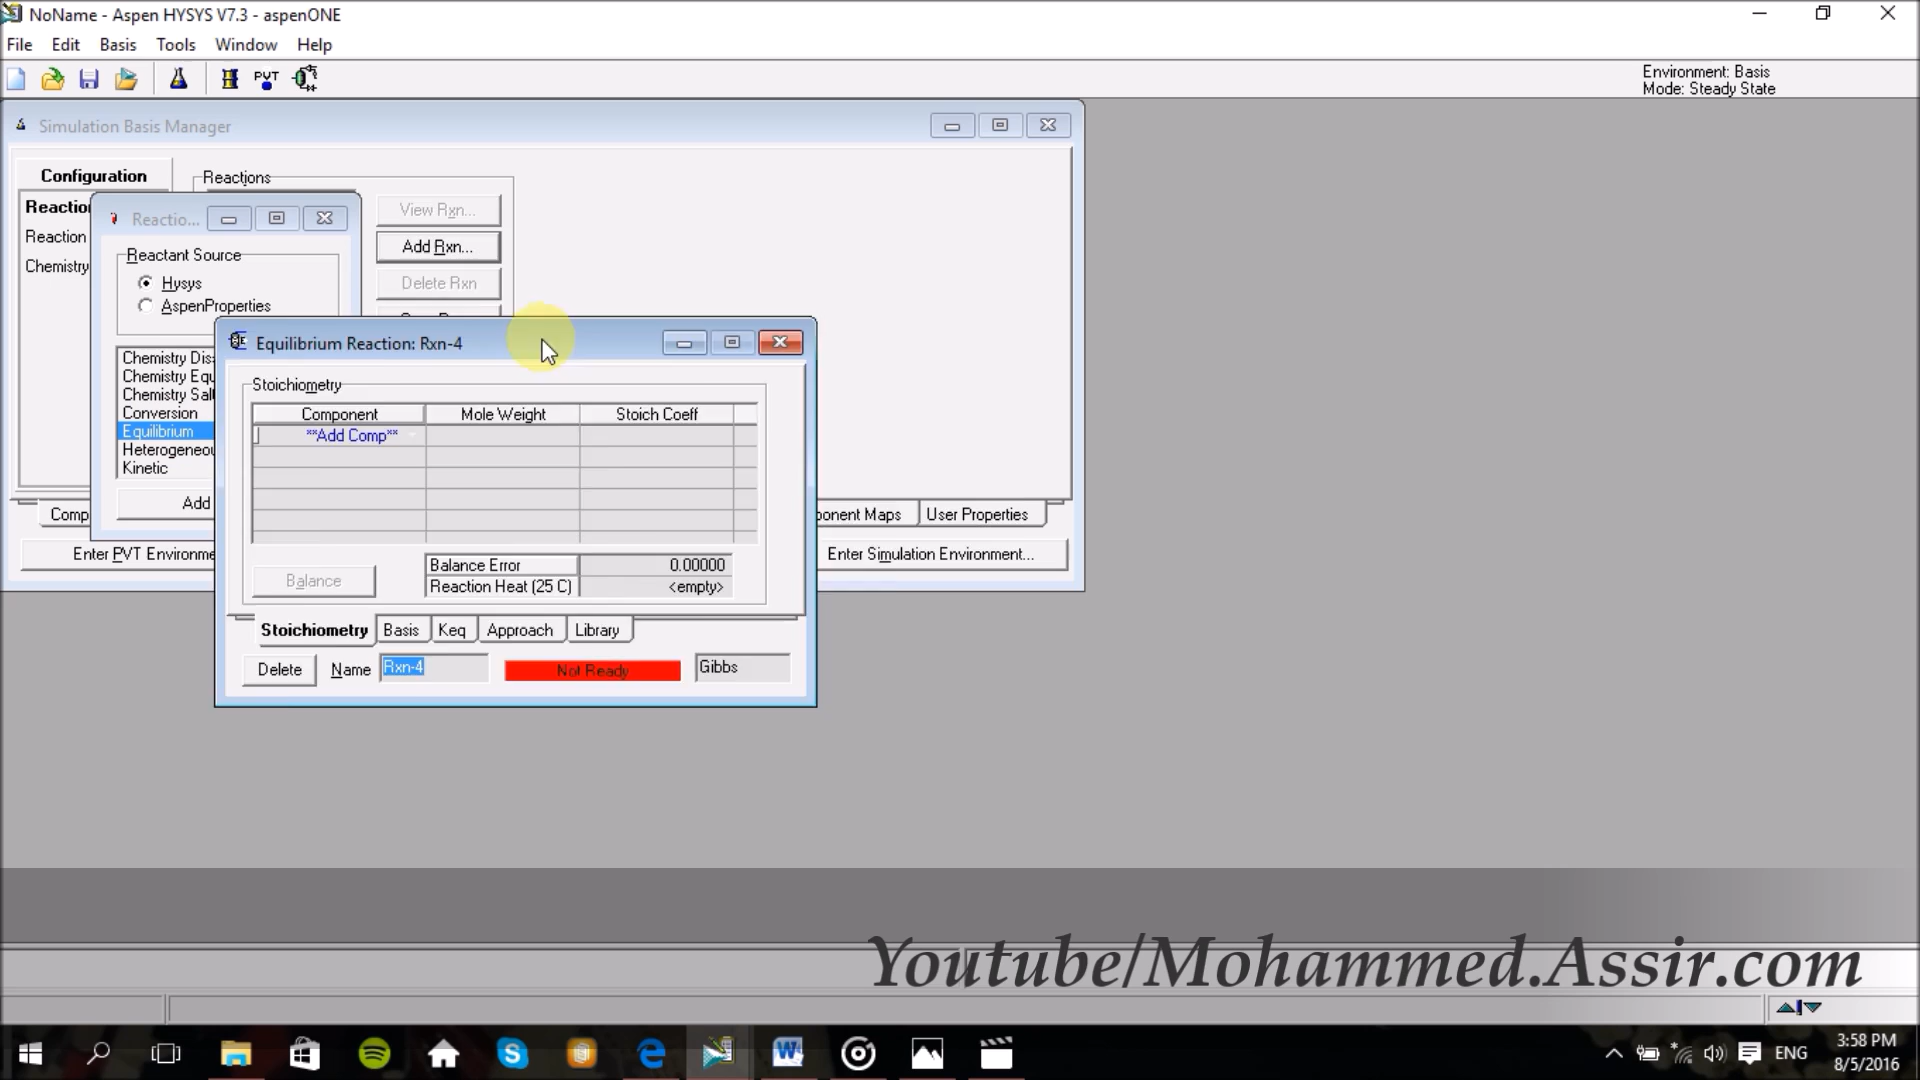 NoName - Aspen HYSYS V7.3 - aspenONE
File Edit Basis Tools Window Help
PVT
Environment: Basis
Mode: Steady State
Simulation Basis Manager
Configuration
Reactions
Reaction
Reaction
Chemistry
View Rxn...
Add Rxn...
Delete Rxn
Reactio...
Reactant Source
Hysys
AspenProperties
Chemistry Dis
Chemistry Equ
Chemistry Sal
Conversion
Equilibrium
Heterogeneou
Kinetic
Add
Comp
ponent Maps
User Properties
Enter PVT Environme
Enter Simulation Environment...
Equilibrium Reaction: Rxn-4
Stoichiometry
Component Mole Weight Stoich Coeff
**Add Comp**
Balance
Balance Error 0.00000
Reaction Heat (25 C) <empty>
Stoichiometry Basis Keq Approach Library
Delete Name Rxn-4 Not Ready Gibbs
Youtube/Mohammed.Assir.com
ENG
3:58 PM
8/5/2016